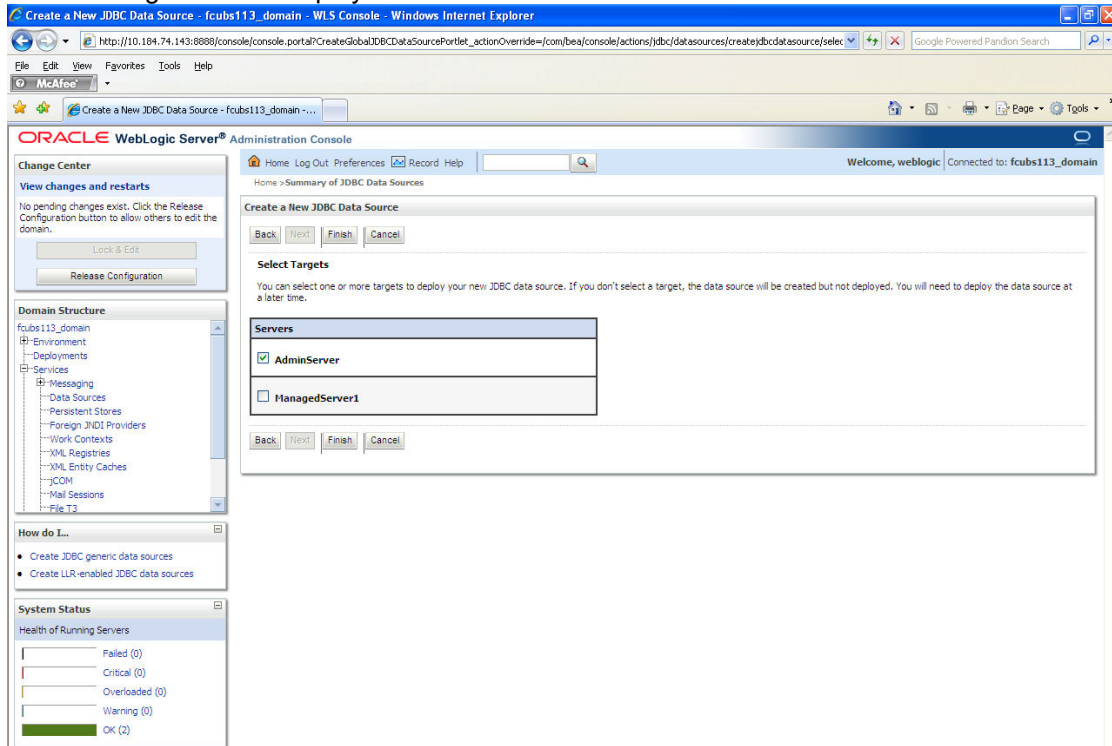 Create a New JDBC Data Source - fcubs113_domain - WLS Console - Windows Internet Explorer
http://10.184.74.143:8888/console/console.portal?CreateGlobalJDBCDataSourcePortlet_actionOverride=/com/bea/console/actions/jdbc/datasources/createjdbcdatasource/selec
Google Powered Pandion Search
File Edit View Favorites Tools Help
McAfee
Create a New JDBC Data Source - fcubs113_domain -...
Page Tools
ORACLE WebLogic Server® Administration Console
Change Center
View changes and restarts
No pending changes exist. Click the Release
Configuration button to allow others to edit the
domain.
Lock & Edit
Release Configuration
Domain Structure
fcubs113_domain
Environment
Deployments
Services
Messaging
Data Sources
Persistent Stores
Foreign JNDI Providers
Work Contexts
XML Registries
XML Entity Caches
jCOM
Mail Sessions
File T3
How do I...
Create JDBC generic data sources
Create LLR-enabled JDBC data sources
System Status
Health of Running Servers
Failed (0)
Critical (0)
Overloaded (0)
Warning (0)
OK (2)
Home Log Out Preferences Record Help
Welcome, weblogic Connected to: fcubs113_domain
Home >Summary of JDBC Data Sources
Create a New JDBC Data Source
Back Next Finish Cancel
Select Targets
You can select one or more targets to deploy your new JDBC data source. If you don't select a target, the data source will be created but not deployed. You will need to deploy the data source at
a later time.
Servers
AdminServer
ManagedServer1
Back Next Finish Cancel